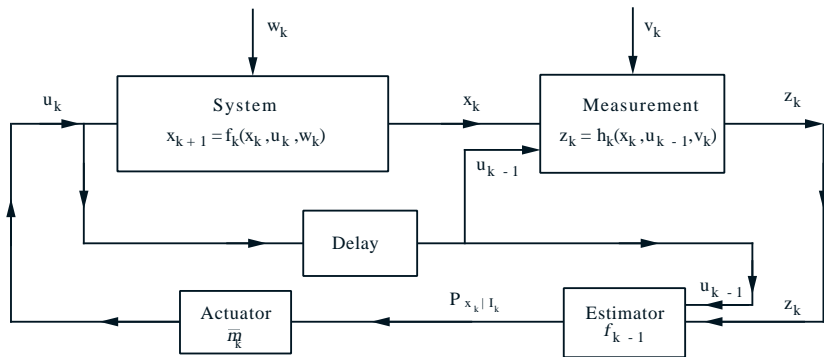 w_k
v_k
u_k
System
x_{k+1} = f_k(x_k, u_k, w_k)
x_k
Measurement
z_k = h_k(x_k, u_{k-1}, v_k)
z_k
u_{k-1}
Delay
Actuator
m̅_k
P_{x_k|I_k}
Estimator
f_{k-1}
u_{k-1}
z_k